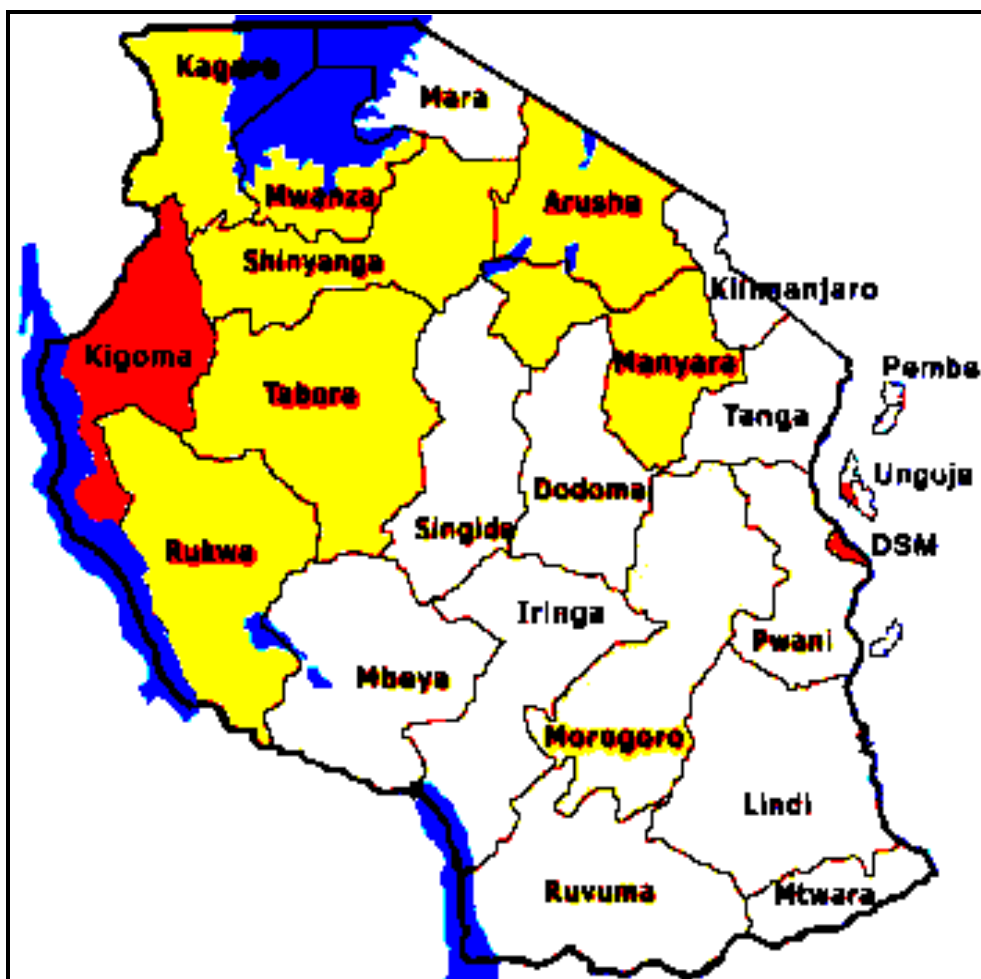 Kagera
Mara
Mwanza
Arusha
Shinyanga
Kilimanjaro
Kigoma
Manyara
Pemba
Tabora
Tanga
Unguja
Dodoma
Singida
DSM
Rukwa
Iringa
Pwani
Mbeya
Morogoro
Lindi
Ruvuma
Mtwara